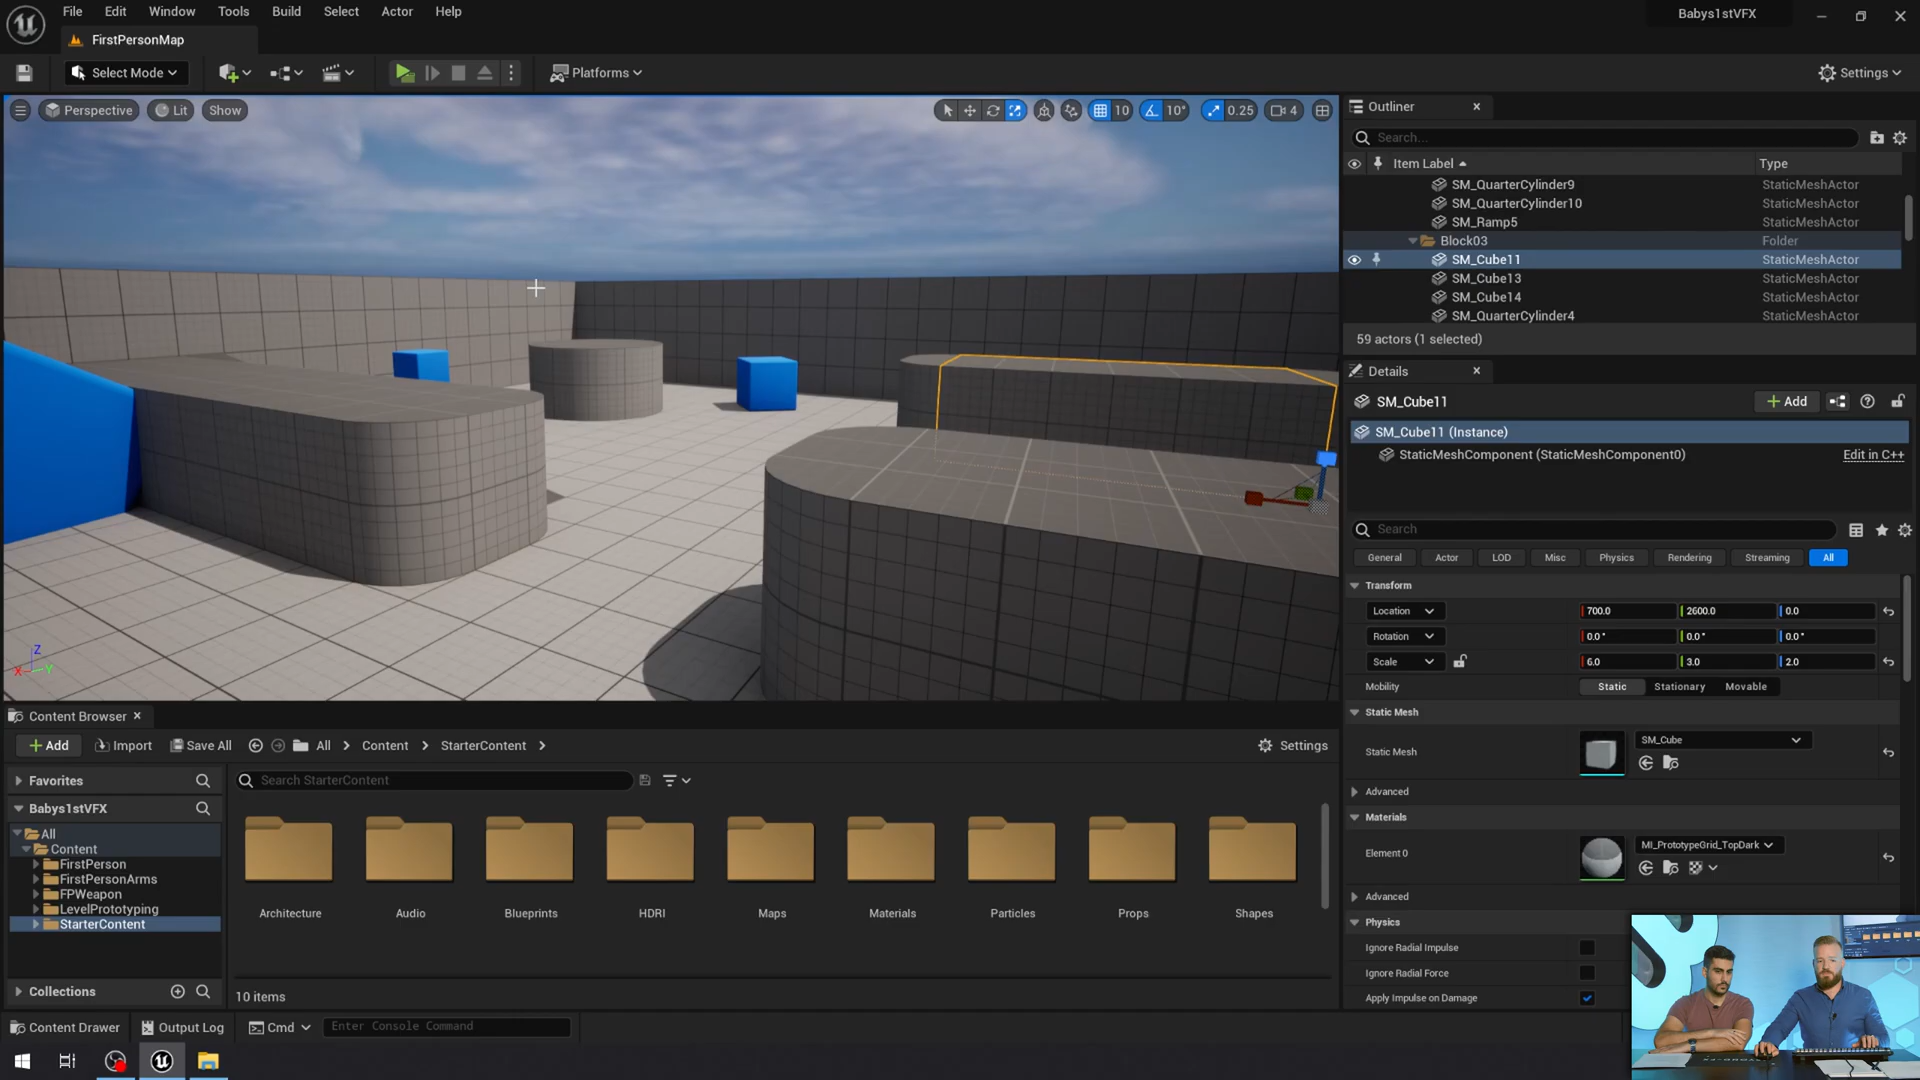 File Edit Window Tools Build Select Actor Help
Babys1stVFX
FirstPersonMap
Select Mode
Platforms
Settings
Perspective Lit Show
10 10° 0.25 4
Z
X Y
Outliner
Search...
Item Label Type
SM_QuarterCylinder9 StaticMeshActor
SM_QuarterCylinder10 StaticMeshActor
SM_Ramp5 StaticMeshActor
Block03 Folder
SM_Cube11 StaticMeshActor
SM_Cube13 StaticMeshActor
SM_Cube14 StaticMeshActor
SM_QuarterCylinder4 StaticMeshActor
59 actors (1 selected)
Details
SM_Cube11 Add
SM_Cube11 (Instance)
StaticMeshComponent (StaticMeshComponent0) Edit in C++
Search
General Actor LOD Misc Physics Rendering Streaming All
Transform
Location 700.0 2600.0 0.0
Rotation 0.0° 0.0° 0.0°
Scale 6.0 3.0 2.0
Mobility Static Stationary Movable
Static Mesh
Static Mesh SM_Cube
Advanced
Materials
Element 0 MI_PrototypeGrid_TopDark
Advanced
Physics
Ignore Radial Impulse
Ignore Radial Force
Apply Impulse on Damage
Content Browser
Add Import Save All All Content StarterContent Settings
Favorites
Search StarterContent
Babys1stVFX
All
Content
FirstPerson
FirstPersonArms
FPWeapon
LevelPrototyping
StarterContent
Collections
Architecture Audio Blueprints HDRI Maps Materials Particles Props Shapes
10 items
Content Drawer Output Log Cmd Enter Console Command